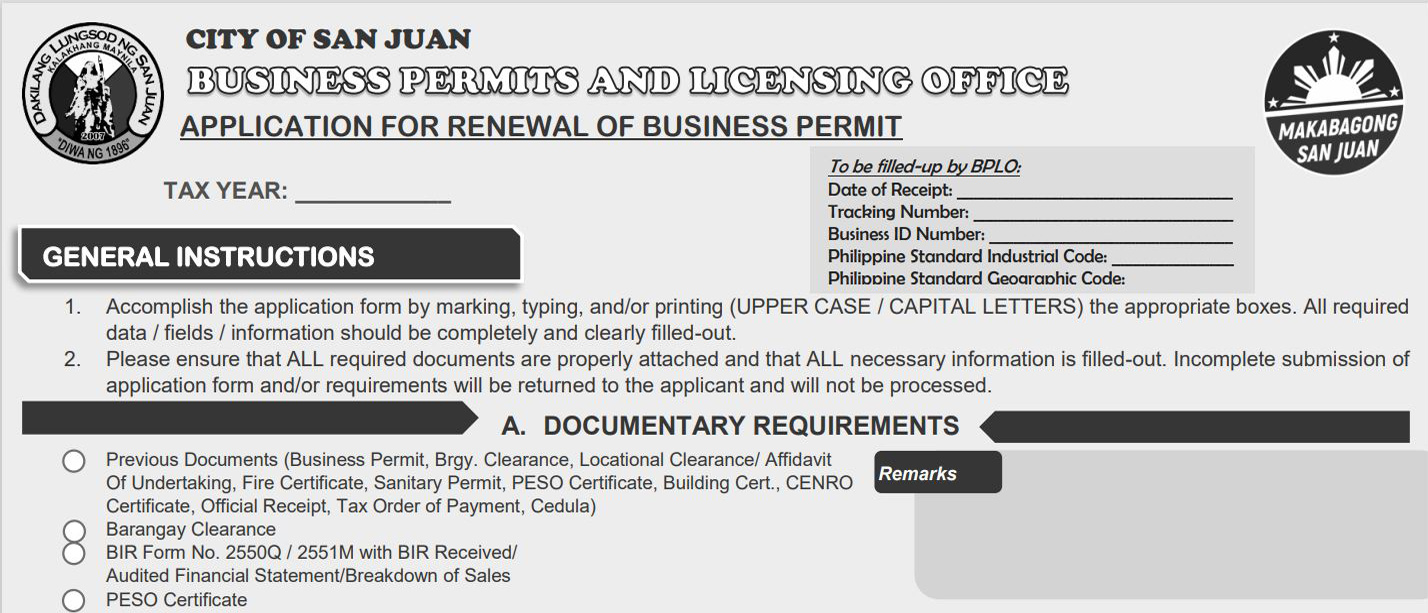 DAKILANG LUNGSOD NG SAN JUAN
KALAKHANG MAYNILA
2007
"DIWA NG 1896"
CITY OF SAN JUAN
BUSINESS PERMITS AND LICENSING OFFICE
APPLICATION FOR RENEWAL OF BUSINESS PERMIT
MAKABAGONG
SAN JUAN
TAX YEAR: ___________
To be filled-up by BPLO:
Date of Receipt:
Tracking Number:
Business ID Number:
Philippine Standard Industrial Code:
Philippine Standard Geographic Code:
GENERAL INSTRUCTIONS
1. Accomplish the application form by marking, typing, and/or printing (UPPER CASE / CAPITAL LETTERS) the appropriate boxes. All required
data / fields / information should be completely and clearly filled-out.
2. Please ensure that ALL required documents are properly attached and that ALL necessary information is filled-out. Incomplete submission of
application form and/or requirements will be returned to the applicant and will not be processed.
A. DOCUMENTARY REQUIREMENTS
Previous Documents (Business Permit, Brgy. Clearance, Locational Clearance/ Affidavit
Of Undertaking, Fire Certificate, Sanitary Permit, PESO Certificate, Building Cert., CENRO
Certificate, Official Receipt, Tax Order of Payment, Cedula)
Remarks
Barangay Clearance
BIR Form No. 2550Q / 2551M with BIR Received/
Audited Financial Statement/Breakdown of Sales
PESO Certificate